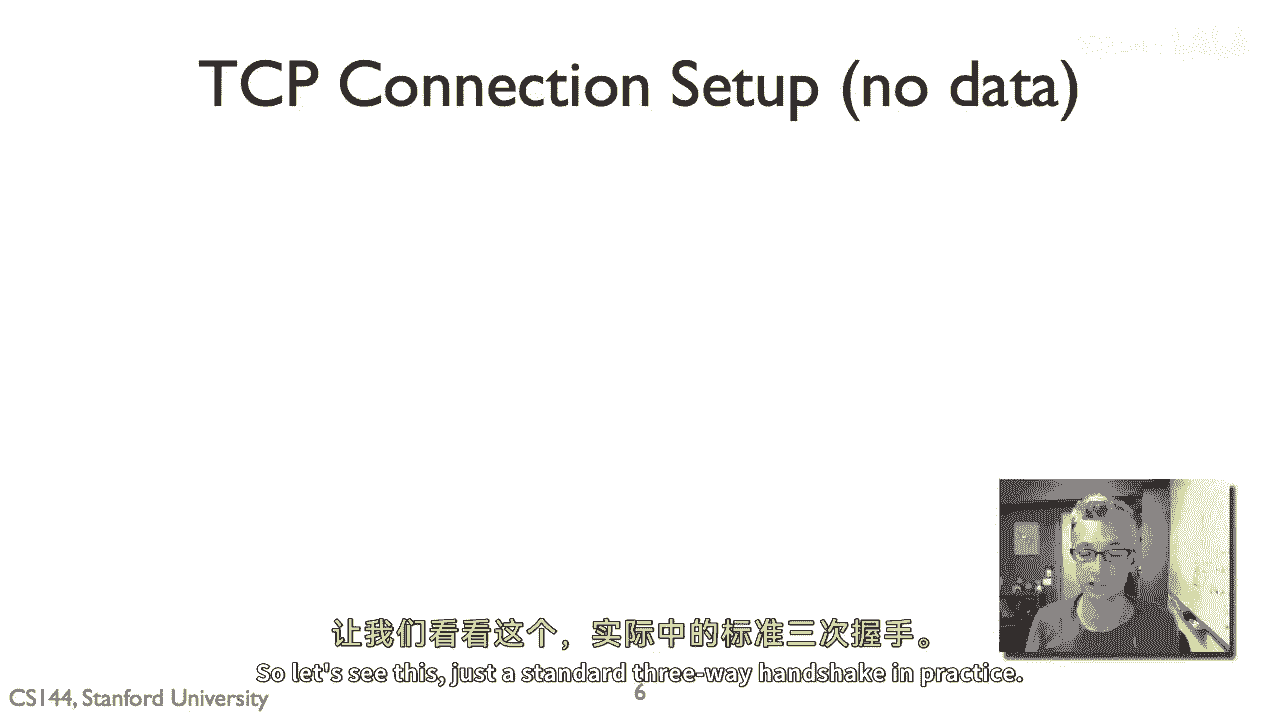 TCP Connection Setup (no data)
让我们看看这个，实际中的标准三次握手。
So let's see this, just a standard three-way handshake in practice.
CS144, Stanford University
6